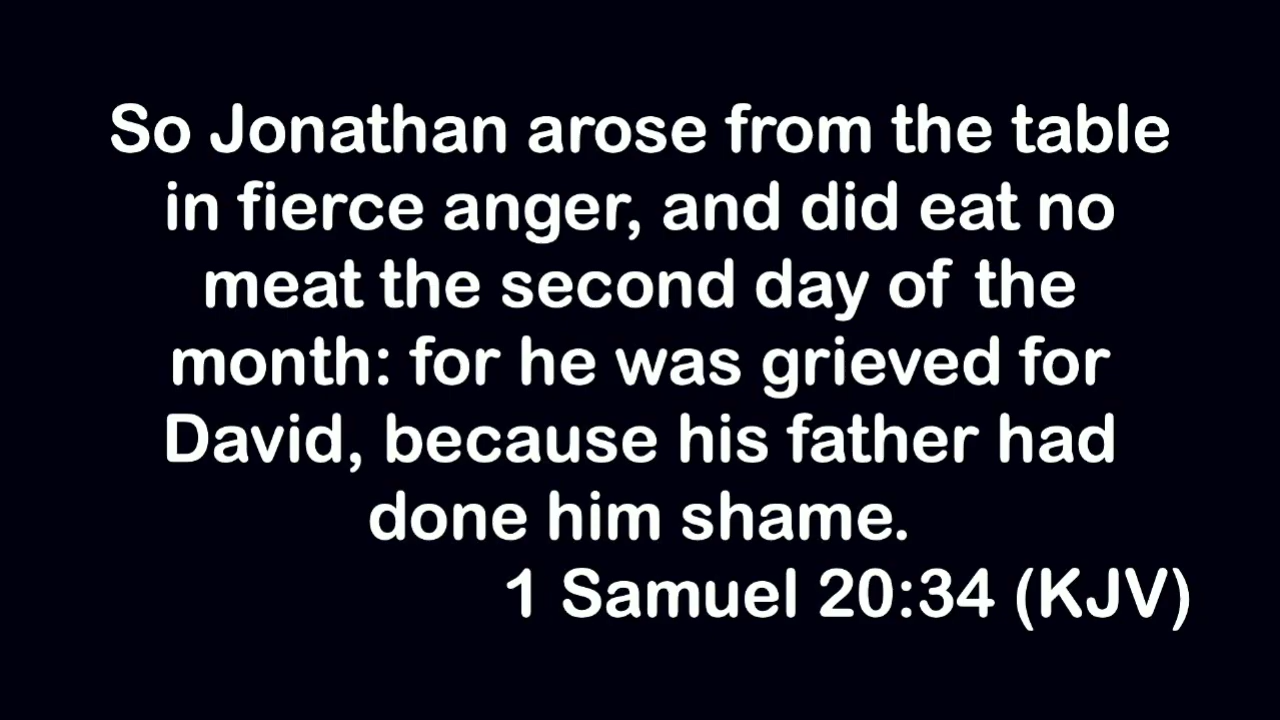 So Jonathan arose from the table
in fierce anger, and did eat no
meat the second day of the
month: for he was grieved for
David, because his father had
done him shame.
1 Samuel 20:34 (KJV)